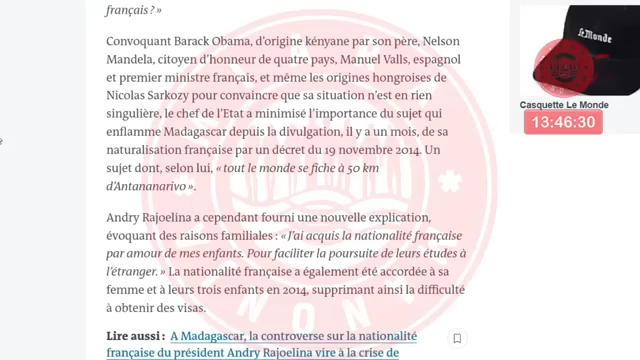 français ? »
Convoquant Barack Obama, d'origine kényane par son père, Nelson
Mandela, citoyen d'honneur de quatre pays, Manuel Valls, espagnol
et premier ministre français, et même les origines hongroises de
Nicolas Sarkozy pour convaincre que sa situation n'est en rien
singulière, le chef de l'Etat a minimisé l'importance du sujet qui
enflamme Madagascar depuis la divulgation, il y a un mois, de sa
naturalisation française par un décret du 19 novembre 2014. Un
sujet dont, selon lui, « tout le monde se fiche à 50 km
d'Antananarivo ».
Andry Rajoelina a cependant fourni une nouvelle explication,
évoquant des raisons familiales : « J'ai acquis la nationalité française
par amour de mes enfants. Pour faciliter la poursuite de leurs études à
l'étranger. » La nationalité française a également été accordée à sa
femme et à leurs trois enfants en 2014, supprimant ainsi la difficulté
à obtenir des visas.
Lire aussi : A Madagascar, la controverse sur la nationalité
française du président Andry Rajoelina vire à la crise de
Le Monde
Casquette Le Monde
13:46:30